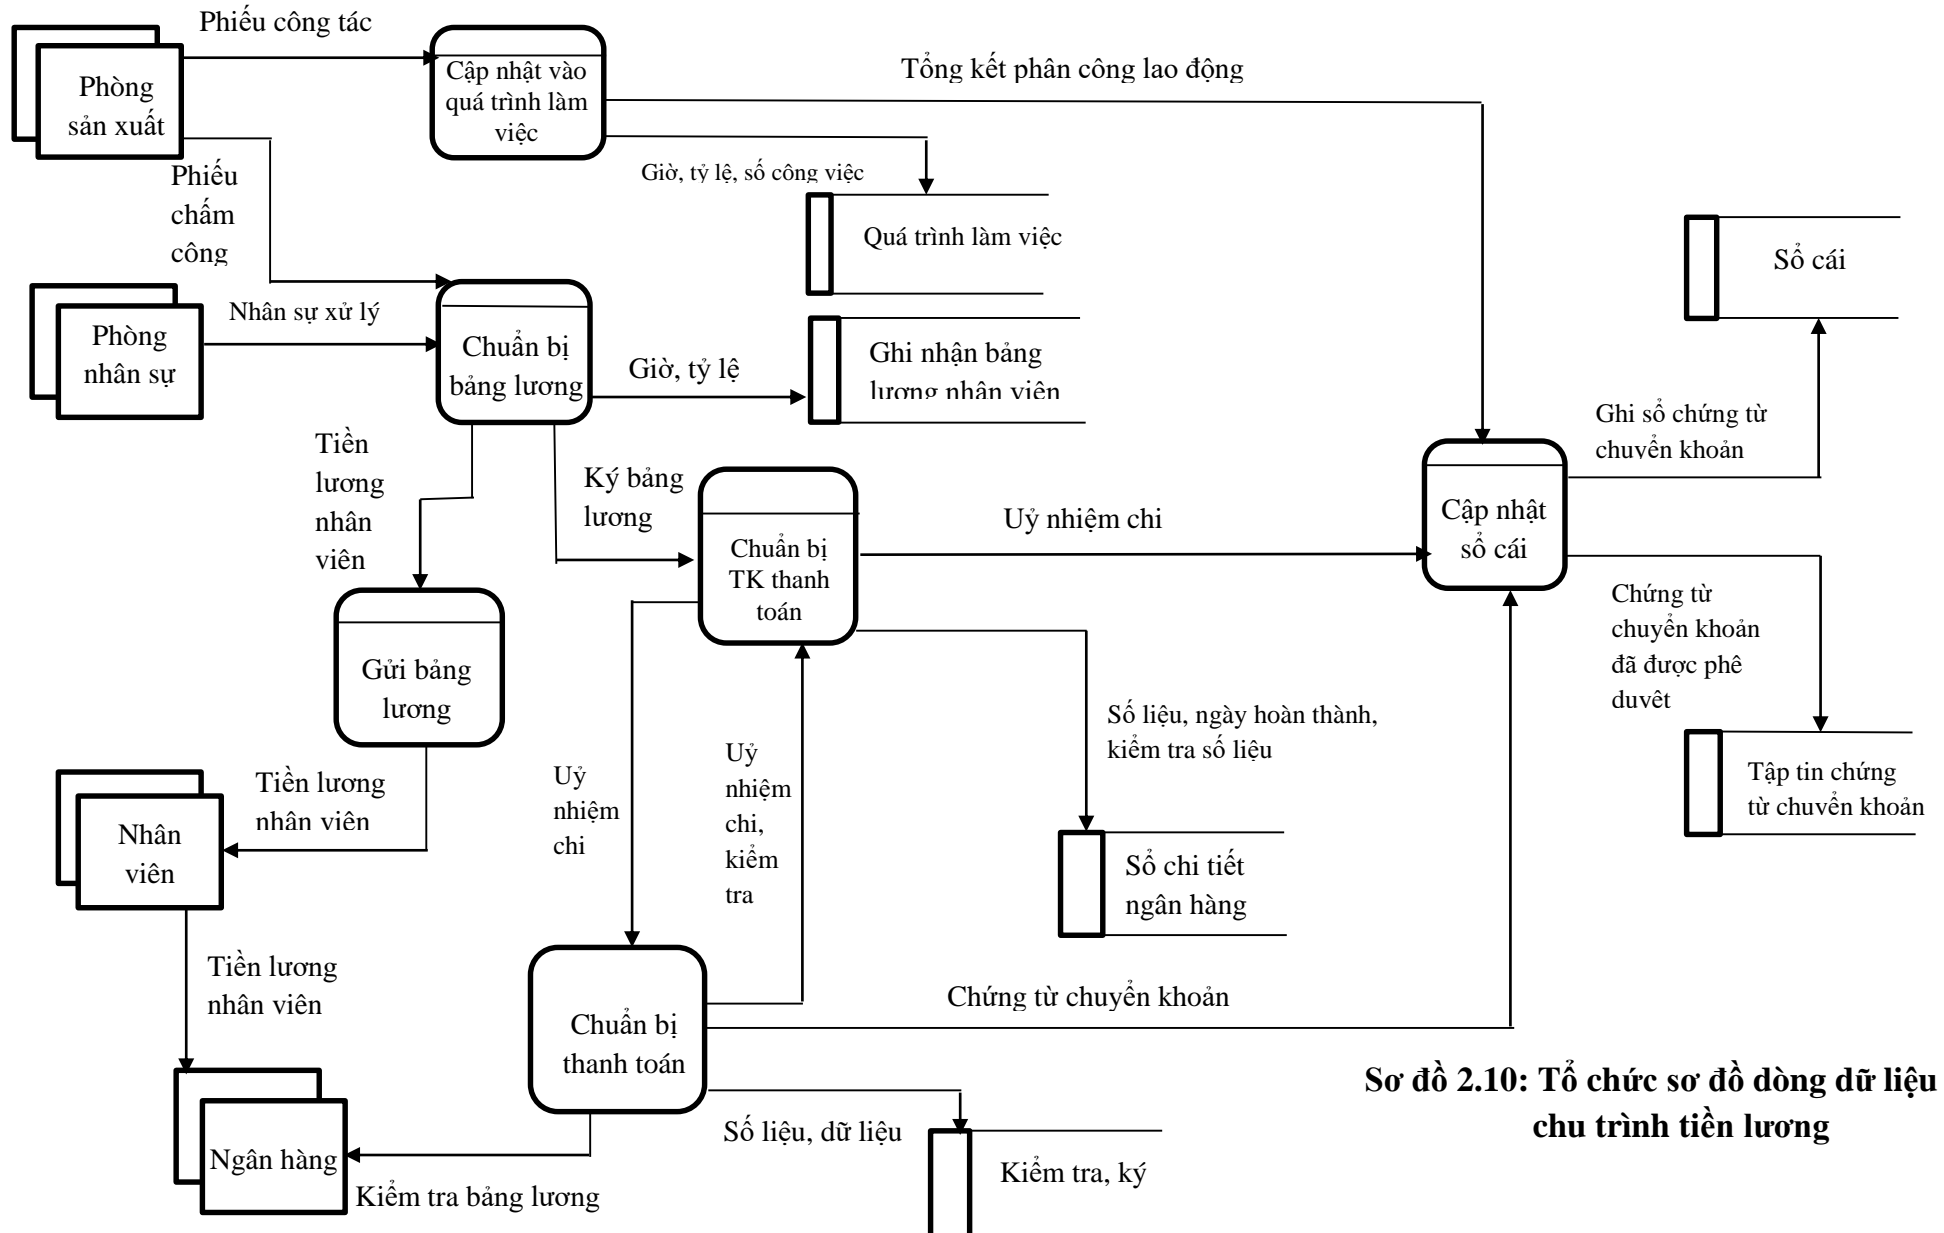 Phiếu công tác
Phòng
sản xuất
Cập nhật vào
quá trình làm
việc
Tổng kết phân công lao động
Giờ, tỷ lệ, số công việc
Phiếu
chấm
công
Quá trình làm việc
Sổ cái
Nhân sự xử lý
Phòng
nhân sự
Chuẩn bị
bảng lương
Giờ, tỷ lệ
Ghi nhận bảng
lương nhân viên
Ghi sổ chứng từ
chuyển khoản
Tiền
lương
nhân
viên
Ký bảng
lương
Chuẩn bị
TK thanh
toán
Uỷ nhiệm chi
Cập nhật
sổ cái
Chứng từ
chuyển khoản
đã được phê
duyêt
Gửi bảng
lương
Số liệu, ngày hoàn thành,
kiểm tra số liệu
Uỷ
nhiệm
chi
Uỷ
nhiệm
chi,
kiểm
tra
Tiền lương
nhân viên
Tập tin chứng
từ chuyển khoản
Nhân
viên
Sổ chi tiết
ngân hàng
Tiền lương
nhân viên
Chứng từ chuyển khoản
Chuẩn bị
thanh toán
Sơ đồ 2.10: Tổ chức sơ đồ dòng dữ liệu
chu trình tiền lương
Số liệu, dữ liệu
Ngân hàng
Kiểm tra bảng lương
Kiểm tra, ký